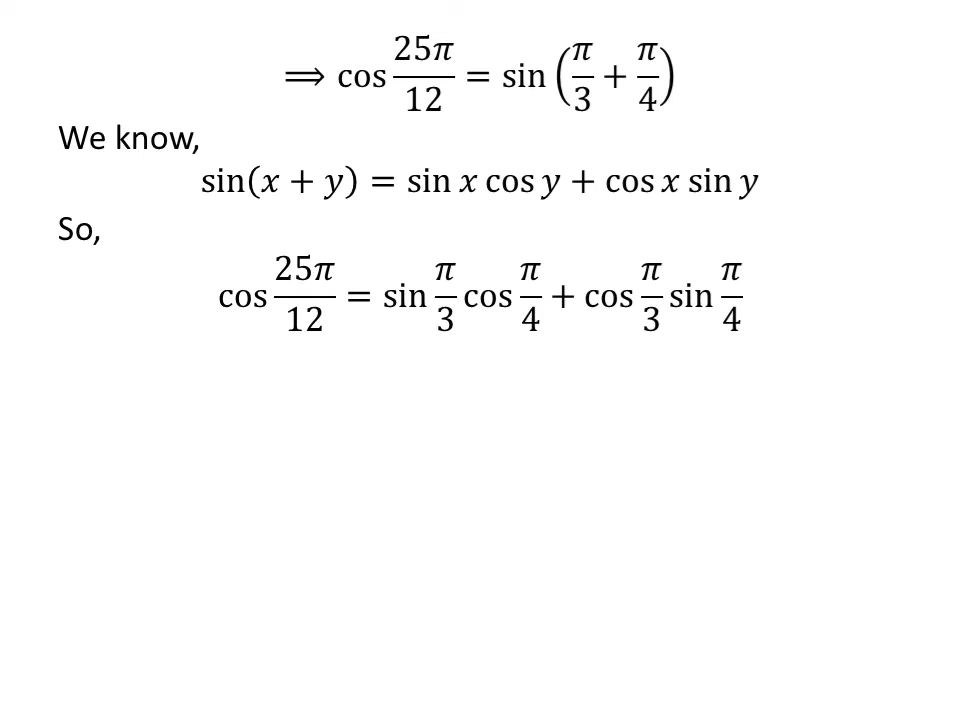 ⟹ cos 25π/12 = sin (π/3 + π/4)
We know,
sin(x + y) = sin x cos y + cos x sin y
So,
cos 25π/12 = sin π/3 cos π/4 + cos π/3 sin π/4